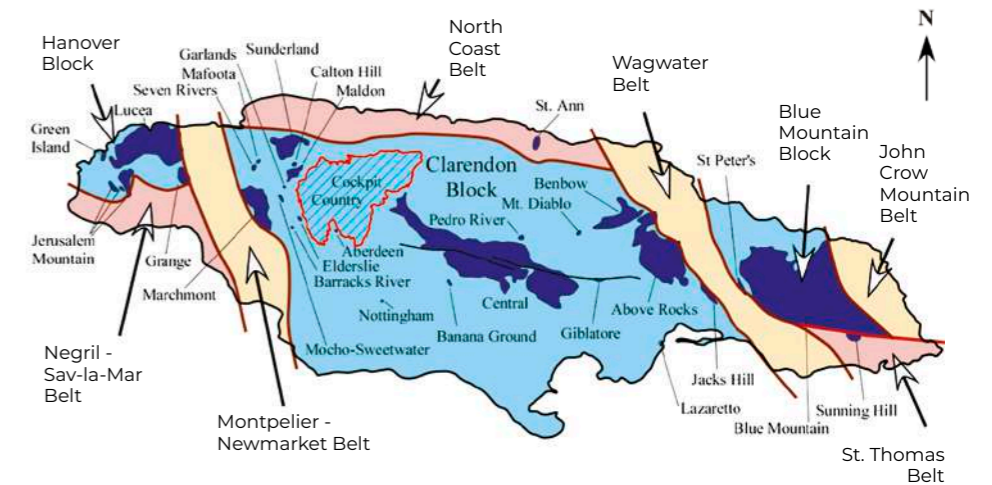 Hanover
Block
North
Coast
Belt
N
Garlands
Sunderland
Mafoota
Calton Hill
Seven Rivers
Maldon
Wagwater
Belt
Lucea
St. Ann
Blue
Mountain
Block
Green
Island
St Peter's
John
Crow
Mountain
Belt
Cockpit
Country
Clarendon
Block
Benbow
Mt. Diablo
Pedro River
Jerusalem
Mountain
Grange
Aberdeen
Elderslie
Barracks River
Marchmont
Central
Above Rocks
Nottingham
Banana Ground
Giblatore
Mocho-Sweetwater
Negril -
Sav-la-Mar
Belt
Jacks Hill
Lazaretto
Sunning Hill
Blue Mountain
Montpelier -
Newmarket Belt
St. Thomas
Belt